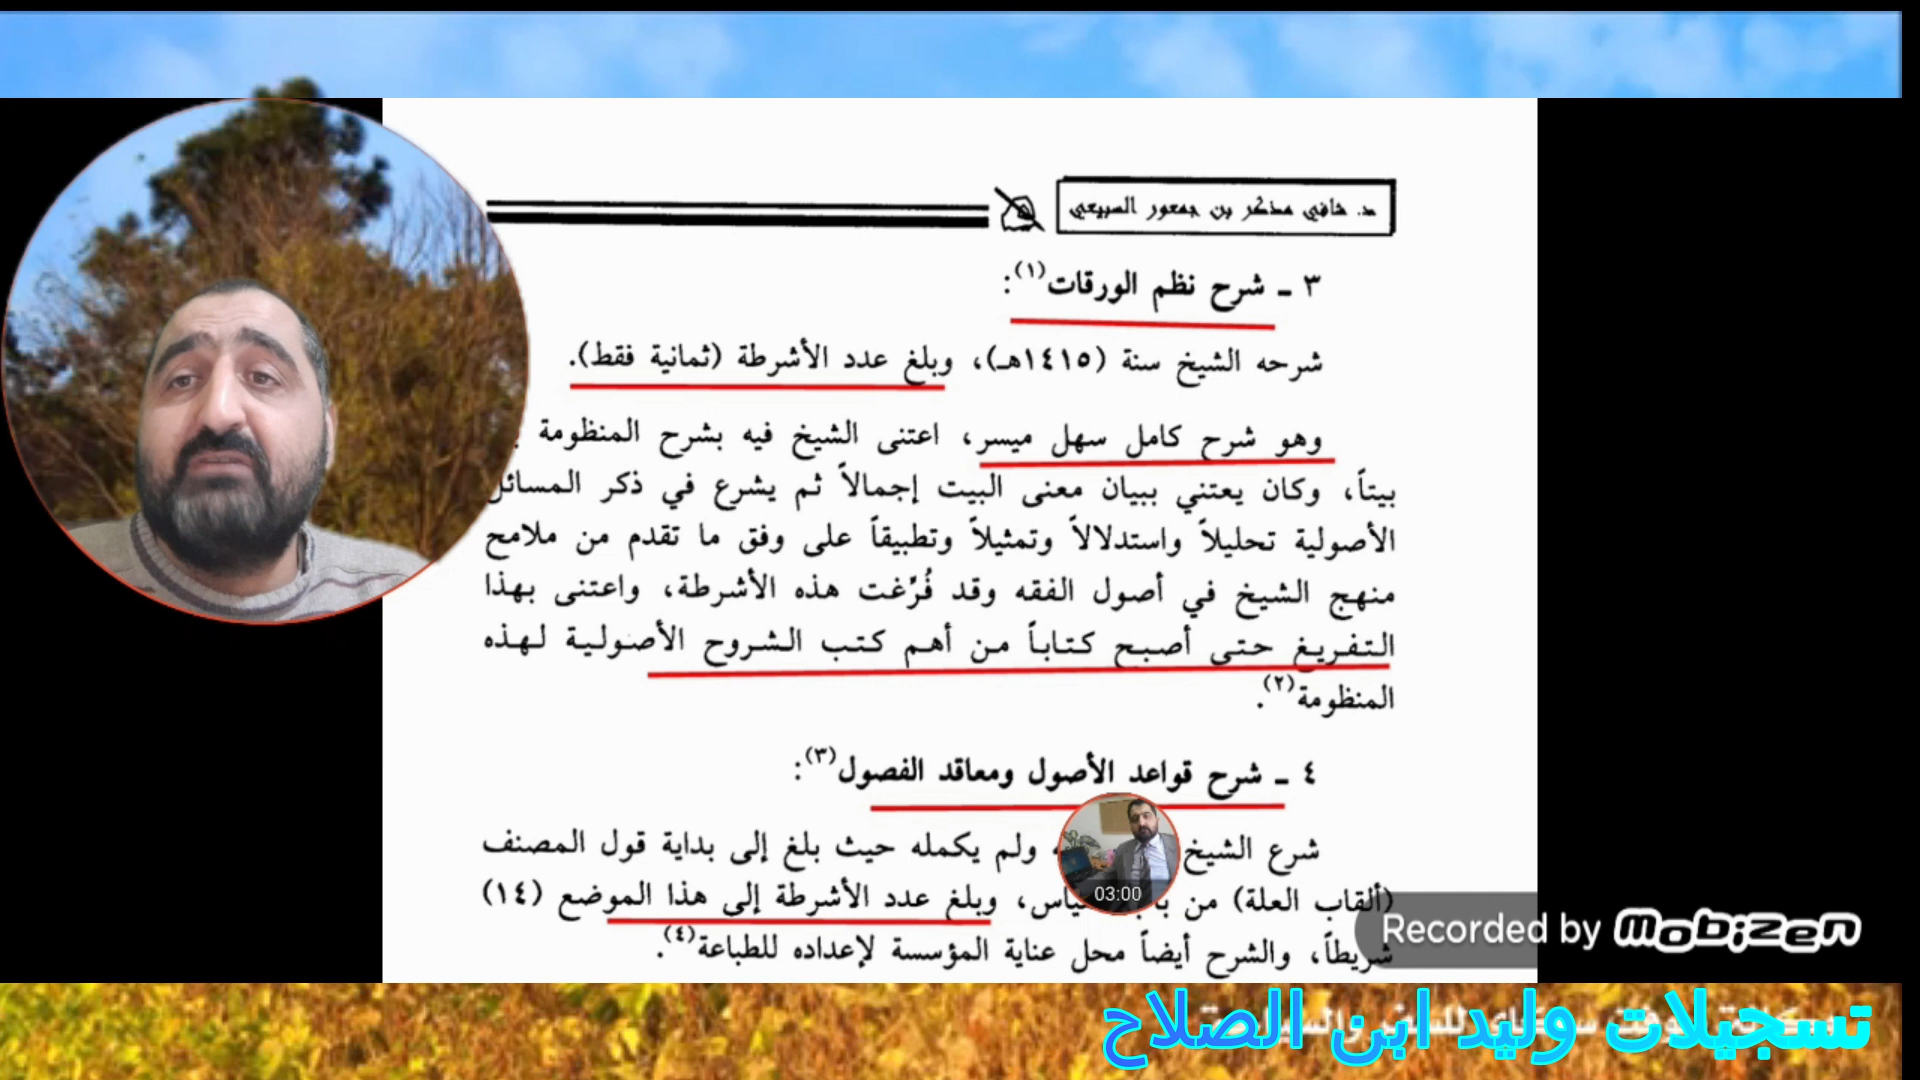 د. شافي مذكر بن جمعور السبيعي
٣ ـ شرح نظم الورقات(١):
شرحه الشيخ سنة (١٤١٥هـ)، وبلغ عدد الأشرطة (ثمانية فقط).
وهو شرح كامل سهل ميسر، اعتنى الشيخ فيه بشرح المنظومة
بيتاً، وكان يعتني ببيان معنى البيت إجمالاً ثم يشرع في ذكر المسائل
الأصولية تحليلاً واستدلالاً وتمثيلاً وتطبيقاً على وفق ما تقدم من ملامح
منهج الشيخ في أصول الفقه وقد فُرِّغت هذه الأشرطة، واعتنى بهذا
التفريغ حتى أصبح كتاباً من أهم كتب الشروح الأصولية لهذه
المنظومة(٢).
٤ ـ شرح قواعد الأصول ومعاقد الفصول(٣):
شرع الشيخ ولم يكمله حيث بلغ إلى بداية قول المصنف
(ألقاب العلة) من وبلغ عدد الأشرطة إلى هذا الموضع (١٤)
شريطاً، والشرح أيضاً محل عناية المؤسسة لإعداده للطباعة(٤).
03:00
Recorded by mobizen
تسجيلات وليد ابن الصلاح